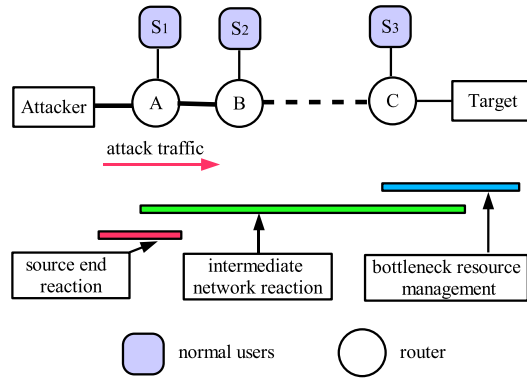 S1
S2
S3
Attacker
A
B
C
Target
attack traffic
source end
reaction
intermediate
network reaction
bottleneck resource
management
normal users
router